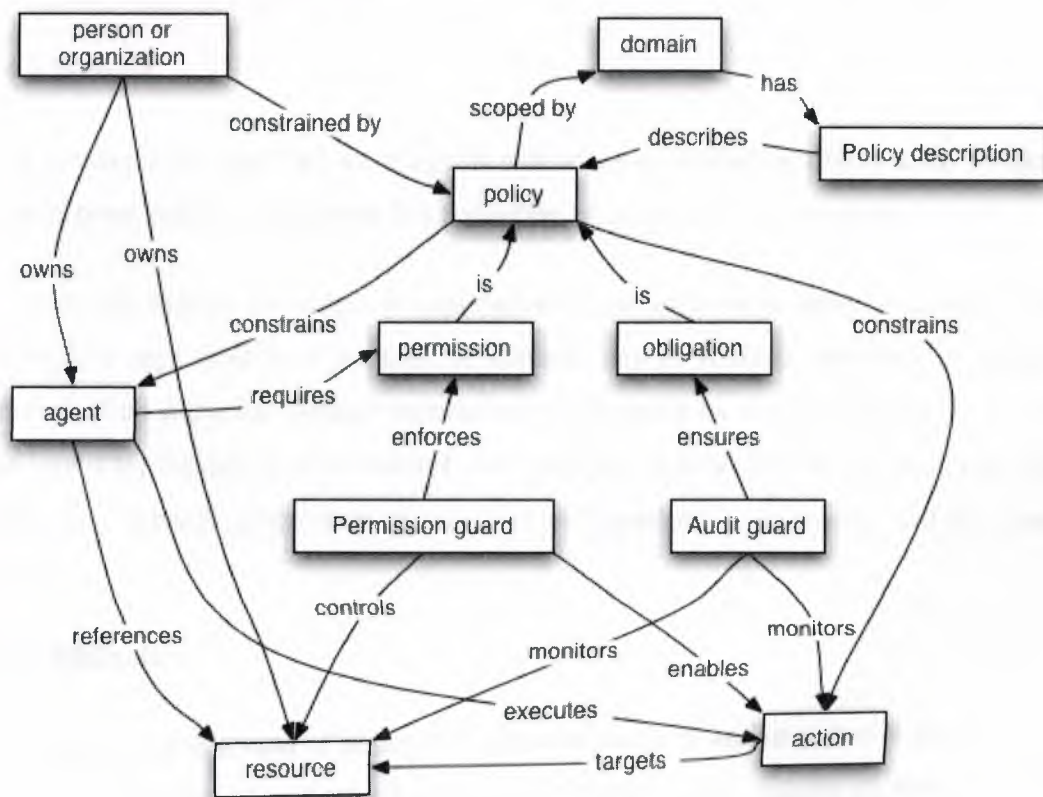 person or
organization
domain
has
scoped by
constrained by
describes
Policy description
policy
owns
owns
is
is
constrains
constrains
permission
obligation
requires
agent
enforces
ensures
Permission guard
Audit guard
controls
references
monitors
monitors
enables
executes
action
targets
resource